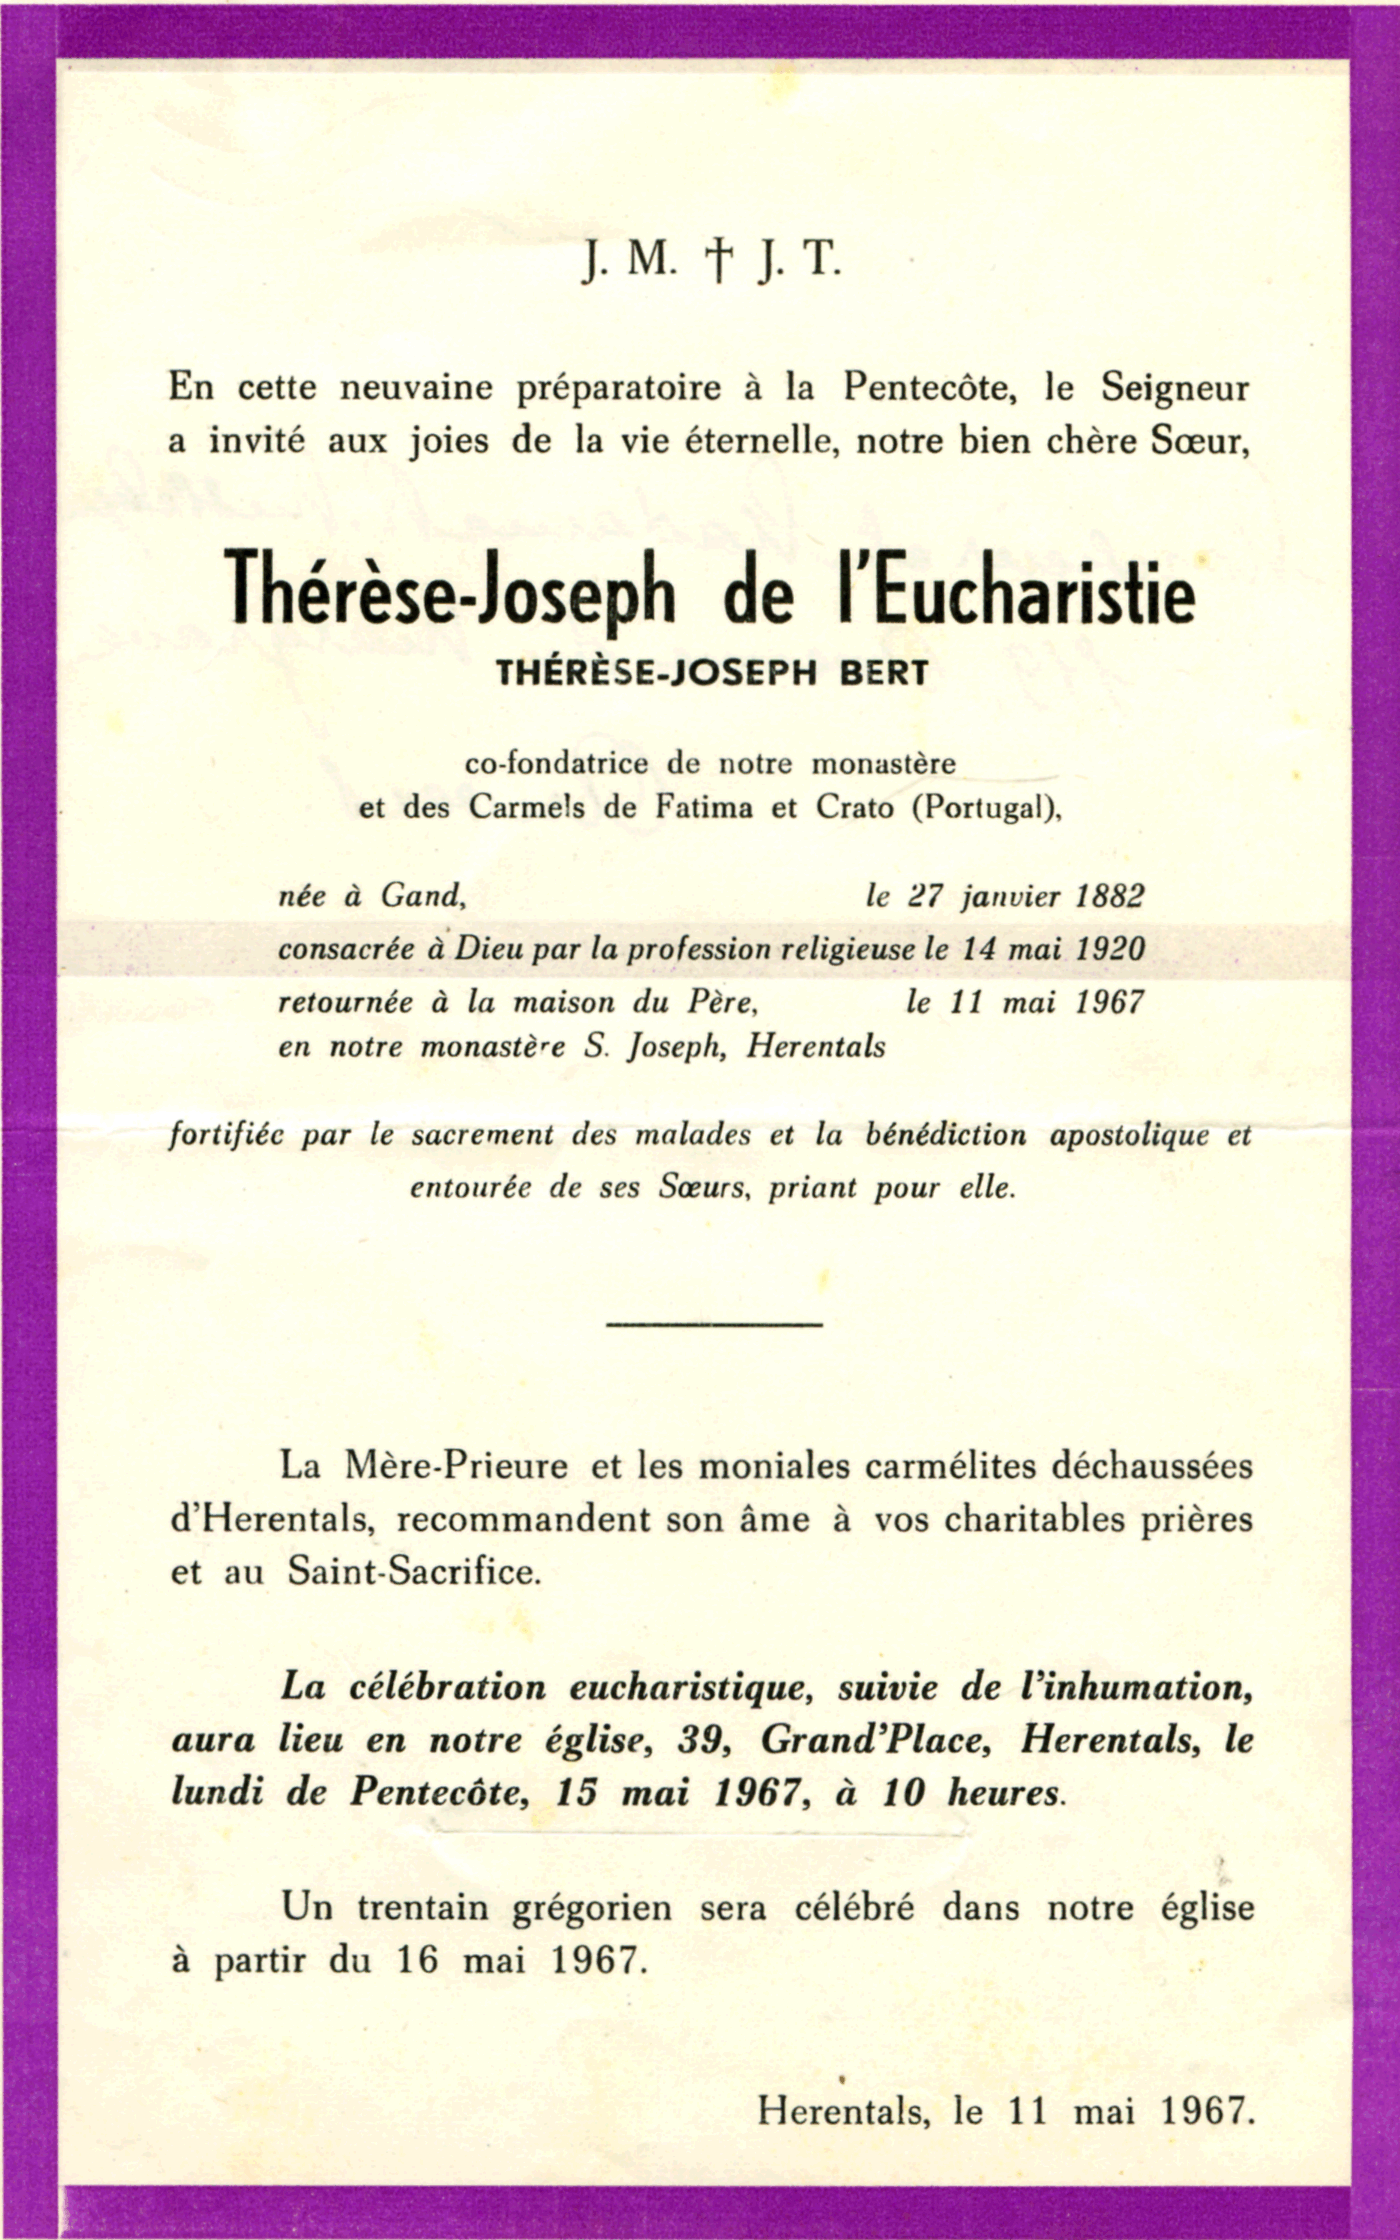 J. M. † J. T.
En cette neuvaine préparatoire à la Pentecôte, le Seigneur
a invité aux joies de la vie éternelle, notre bien chère Sœur,
Thérèse-Joseph de l'Eucharistie
THÉRÈSE-JOSEPH BERT
co-fondatrice de notre monastère
et des Carmels de Fatima et Crato (Portugal),
née à Gand, le 27 janvier 1882
consacrée à Dieu par la profession religieuse le 14 mai 1920
retournée à la maison du Père, le 11 mai 1967
en notre monastère S. Joseph, Herentals
fortifiée par le sacrement des malades et la bénédiction apostolique et
entourée de ses Sœurs, priant pour elle.
La Mère-Prieure et les moniales carmélites déchaussées
d'Herentals, recommandent son âme à vos charitables prières
et au Saint-Sacrifice.
La célébration eucharistique, suivie de l'inhumation,
aura lieu en notre église, 39, Grand'Place, Herentals, le
lundi de Pentecôte, 15 mai 1967, à 10 heures.
Un trentain grégorien sera célébré dans notre église
à partir du 16 mai 1967.
Herentals, le 11 mai 1967.